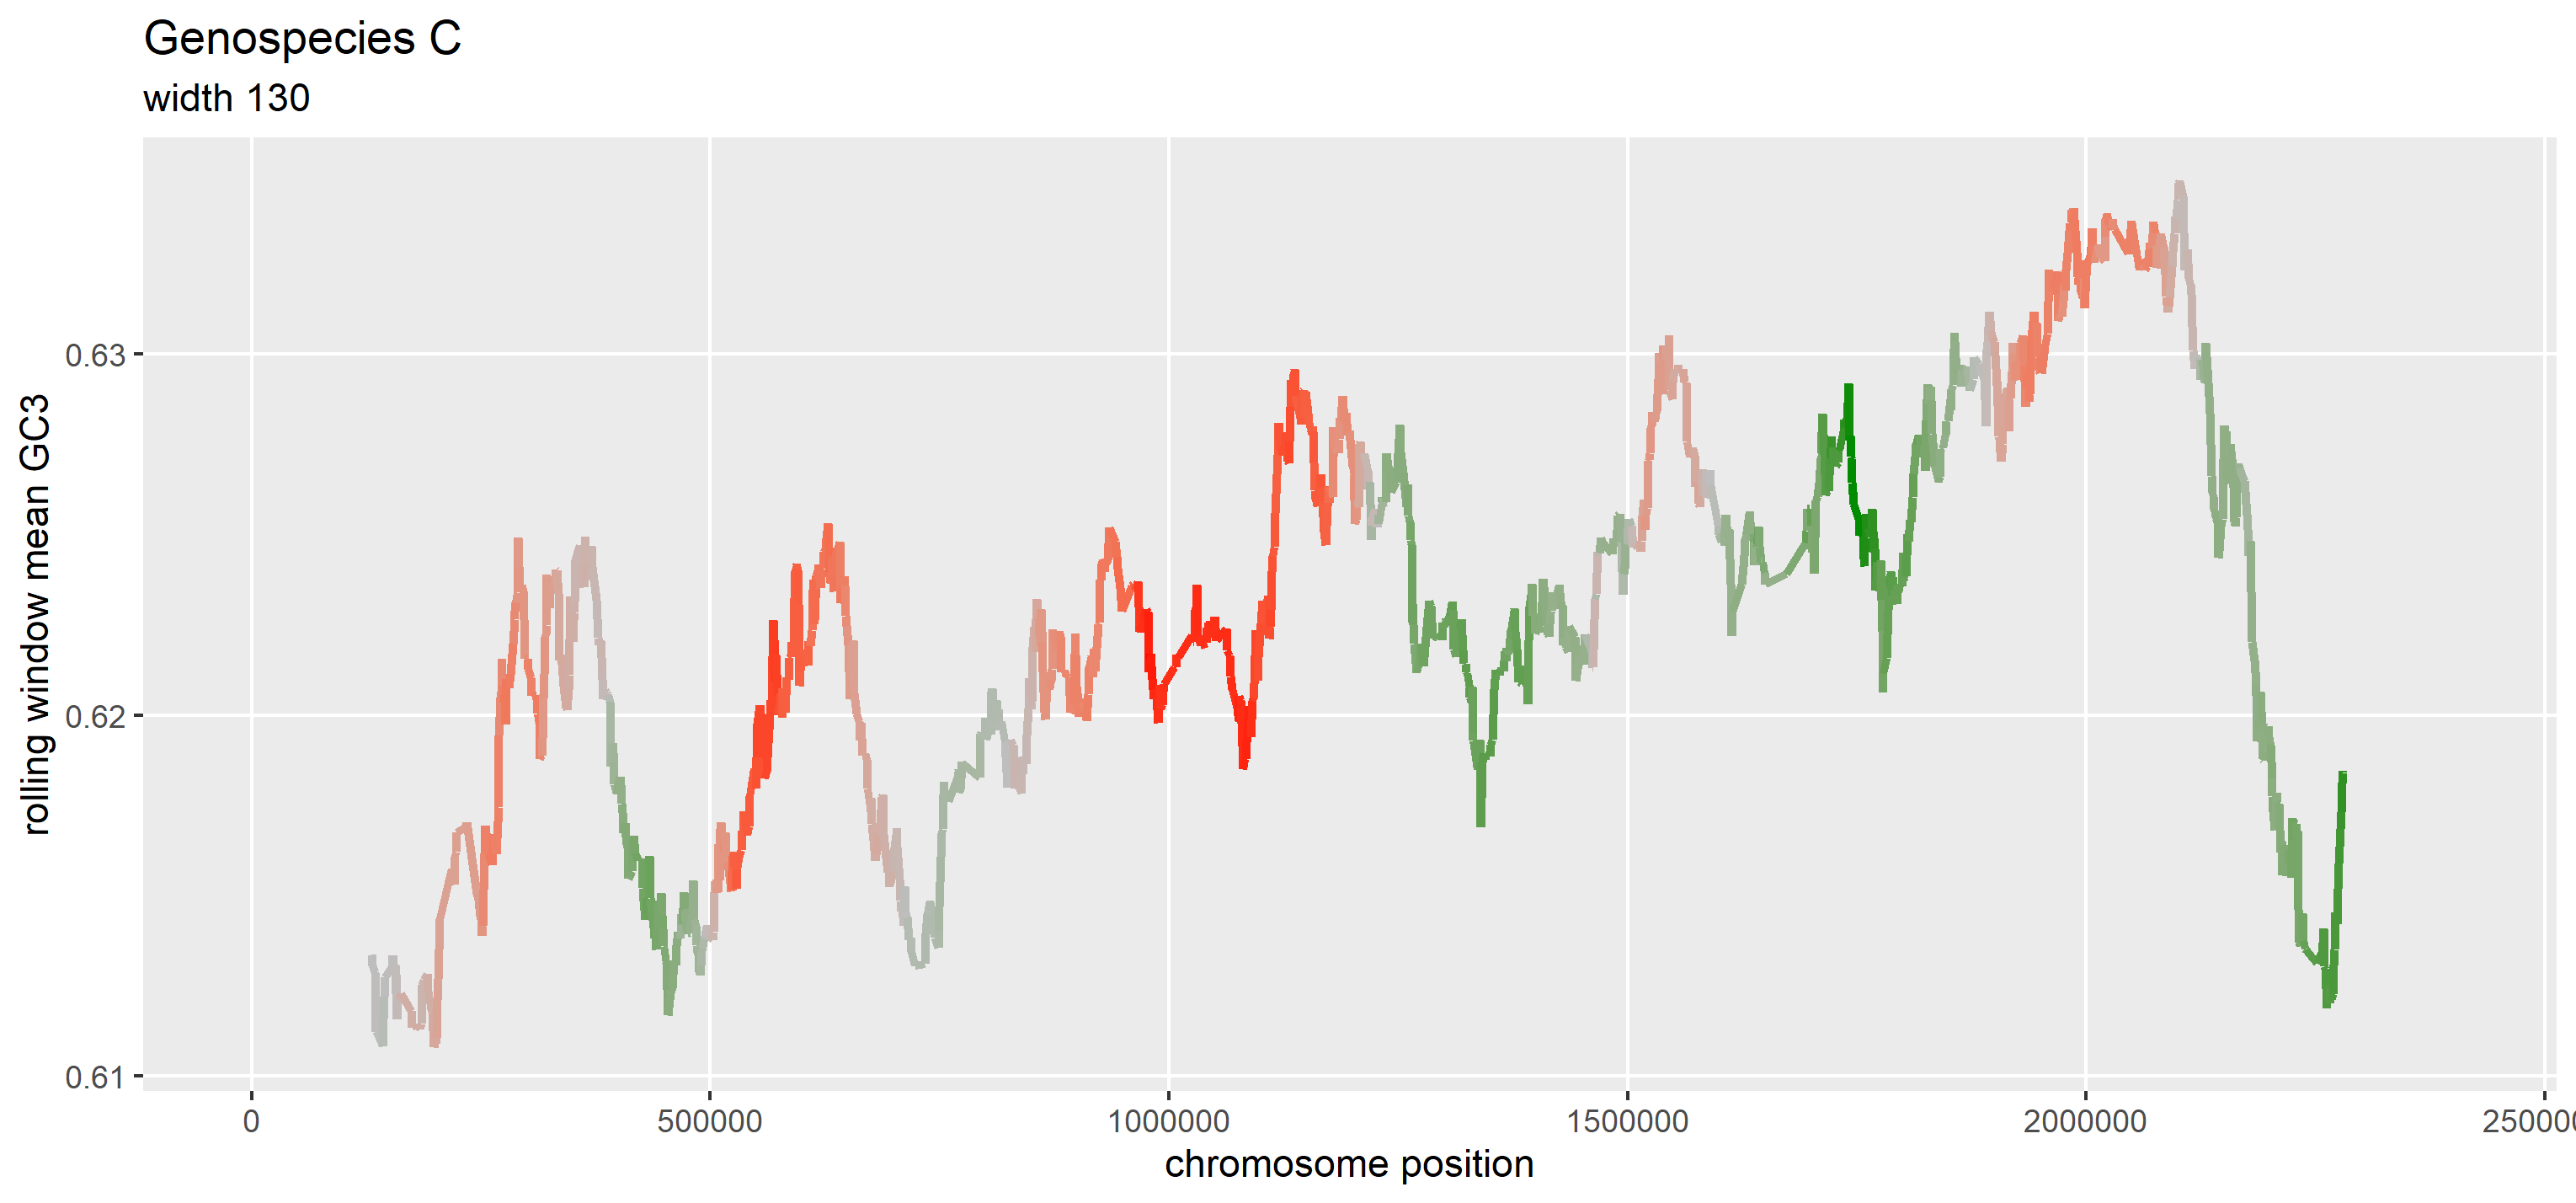 Genospecies C
width 130
rolling window mean GC3
0.63
0.62
0.61
0
500000
1000000
1500000
2000000
250000
chromosome position